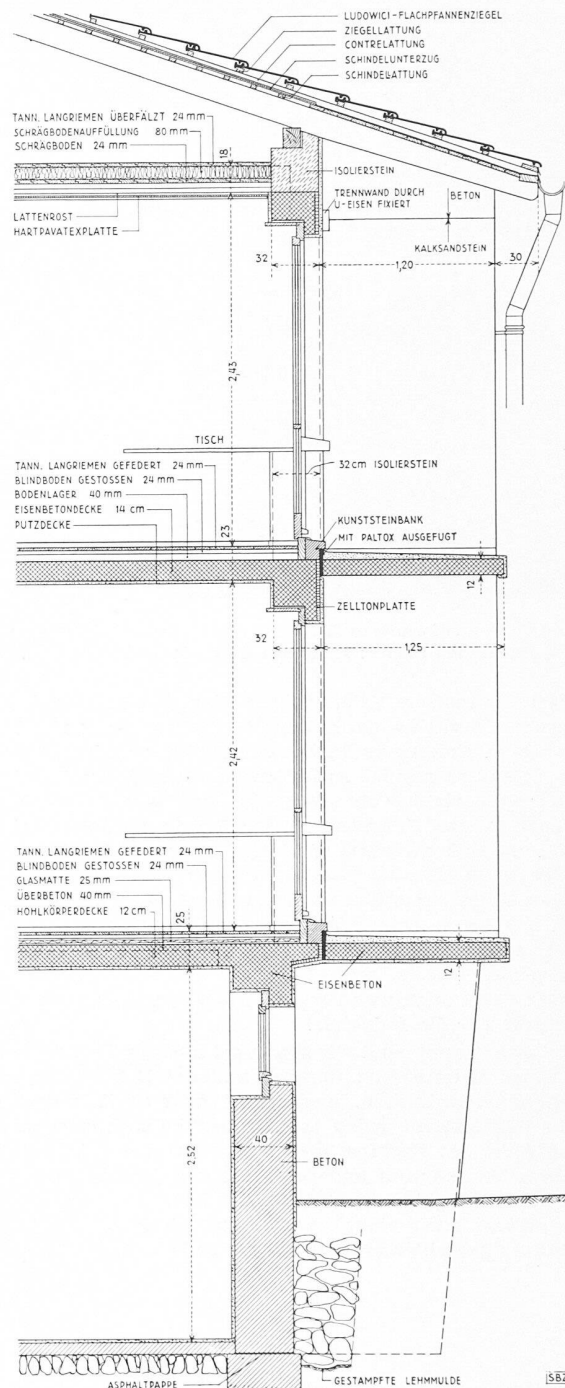 LUDOWICI-FLACHPFANNENZIEGEL
ZIEGELLATTUNG
CONTRELATTUNG
SCHINDELUNTERZUG
SCHINDELLATTUNG
TANN. LANGRIEMEN ÜBERFÄLZT 24 mm
SCHRÄGBODENAUFFÜLLUNG 80 mm
SCHRÄGBODEN 24 mm
18
ISOLIERSTEIN
TRENNWAND DURCH
U-EISEN FIXIERT
BETON
LATTENROST
HARTPAVATEXPLATTE
KALKSANDSTEIN
32
1,20
30
2,43
TISCH
32cm ISOLIERSTEIN
TANN. LANGRIEMEN GEFEDERT 24 mm
BLINDBODEN GESTOSSEN 24 mm
BODENLAGER 40 mm
EISENBETONDECKE 14 cm
PUTZDECKE
23
KUNSTSTEINBANK
MIT PALTOX AUSGEFUGT
12
ZELLTONPLATTE
32
1,25
2,42
TANN. LANGRIEMEN GEFEDERT 24 mm
BLINDBODEN GESTOSSEN 24 mm
GLASMATTE 25 mm
ÜBERBETON 40 mm
HOHLKÖRPERDECKE 12 cm
25
12
EISENBETON
40
2,52
BETON
ASPHALTPAPPE
GESTAMPFTE LEHMMULDE
SBZ